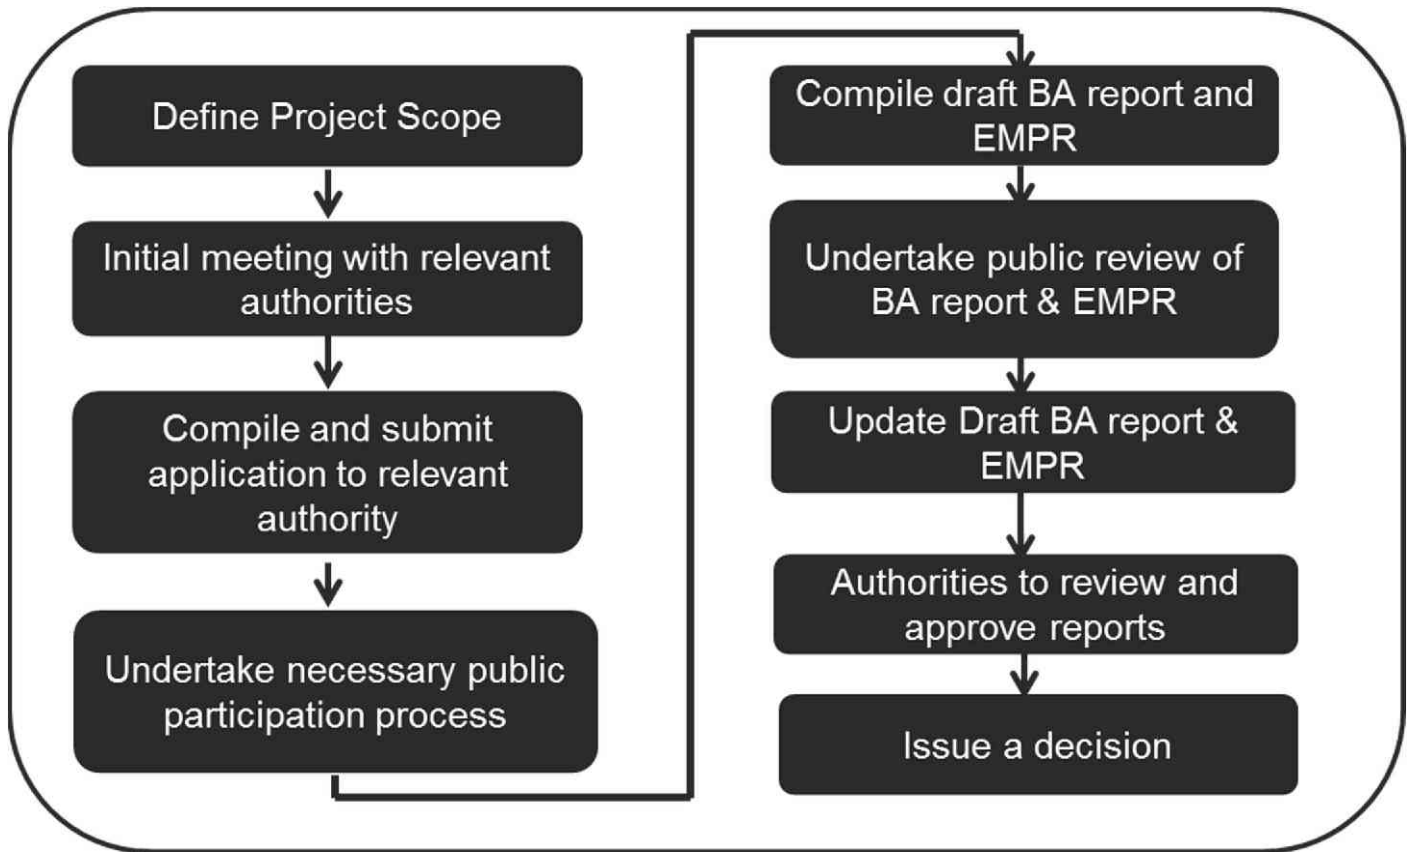 Define Project Scope
Initial meeting with relevant
authorities
Compile and submit
application to relevant
authority
Undertake necessary public
participation process
Compile draft BA report and
EMPR
Undertake public review of
BA report & EMPR
Update Draft BA report &
EMPR
Authorities to review and
approve reports
Issue a decision